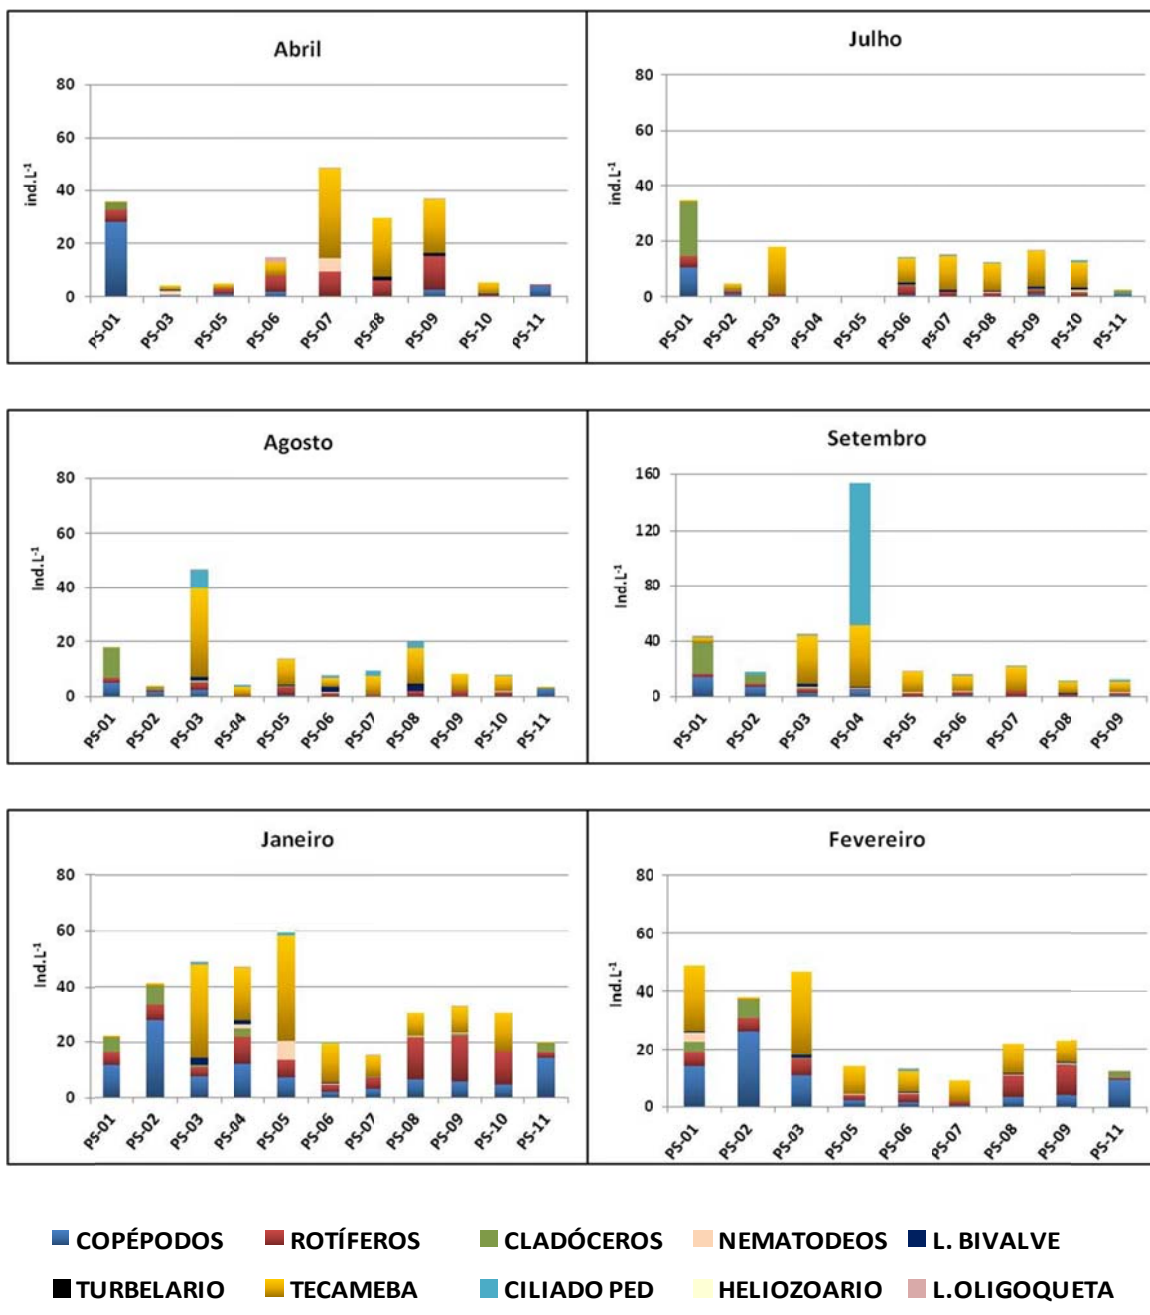 Abril
80
60
40
20
0
ind.L-1
PS-01 PS-03 PS-05 PS-06 PS-07 PS-08 PS-09 PS-10 PS-11
Julho
80
60
40
20
0
ind.L-1
PS-01 PS-02 PS-03 PS-04 PS-05 PS-06 PS-07 PS-08 PS-09 PS-10 PS-11
Agosto
80
60
40
20
0
Ind.L-1
PS-01 PS-02 PS-03 PS-04 PS-05 PS-06 PS-07 PS-08 PS-09 PS-10 PS-11
Setembro
160
120
80
40
0
Ind.L-1
PS-01 PS-02 PS-03 PS-04 PS-05 PS-06 PS-07 PS-08 PS-09
Janeiro
80
60
40
20
0
Ind.L-1
PS-01 PS-02 PS-03 PS-04 PS-05 PS-06 PS-07 PS-08 PS-09 PS-10 PS-11
Fevereiro
80
60
40
20
0
Ind.L-1
PS-01 PS-02 PS-03 PS-05 PS-06 PS-07 PS-08 PS-09 PS-11
COPÉPODOS ROTÍFEROS CLADÓCEROS NEMATODEOS L. BIVALVE
TURBELARIO TECAMEBA CILIADO PED HELIOZOARIO L.OLIGOQUETA